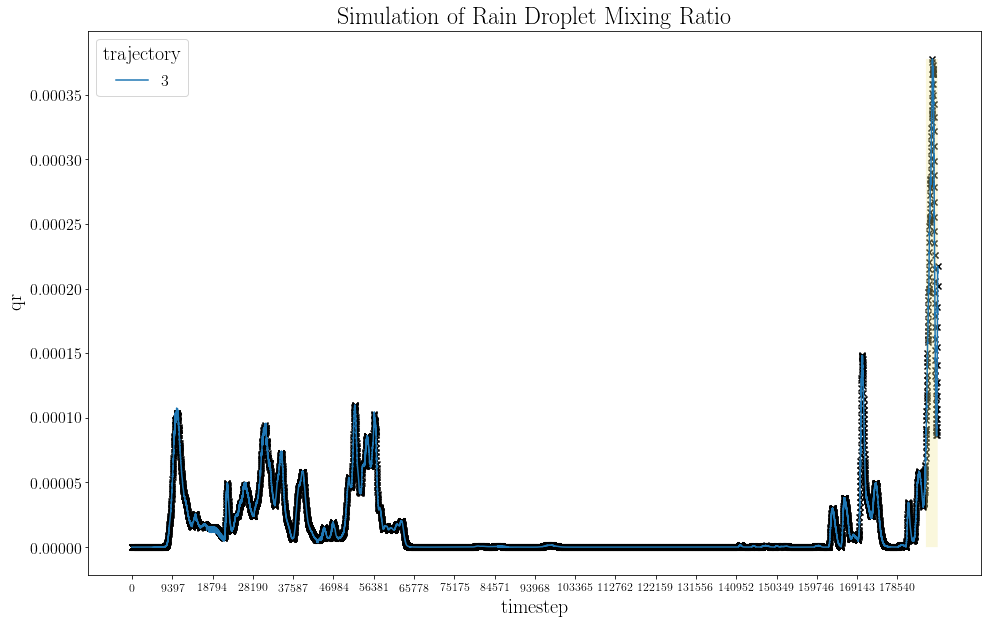 Simulation of Rain Droplet Mixing Ratio
trajectory
3
0.00035
0.00030
0.00025
0.00020
0.00015
0.00010
0.00005
0.00000
qr
0 9397 18794 28190 37587 46984 56381 65778 75175 84571 93968 103365 112762 122159 131556 140952 150349 159746 169143 178540
timestep